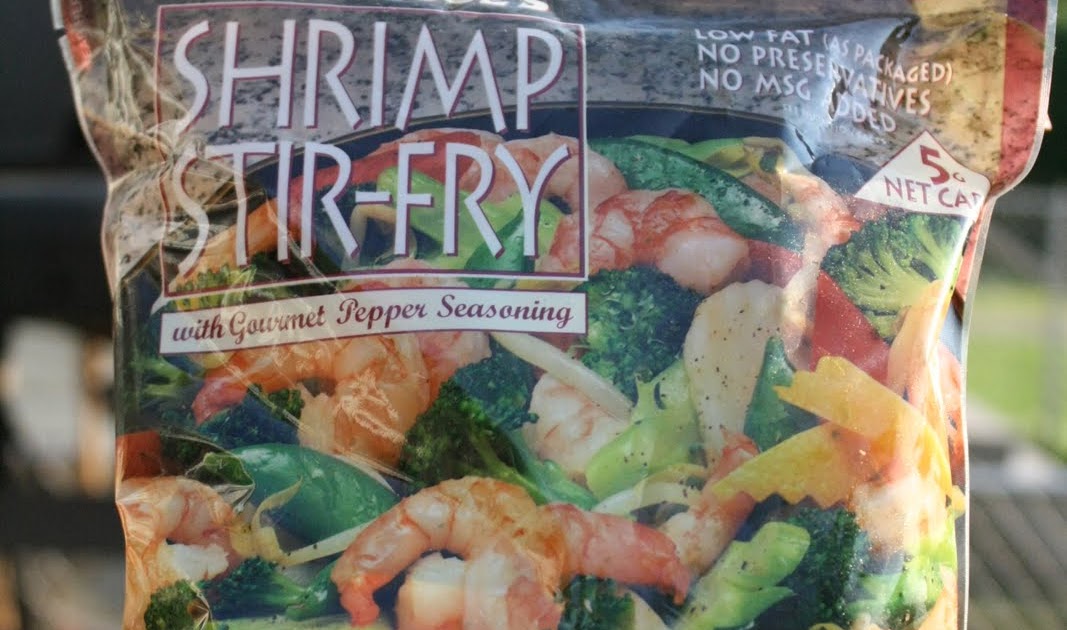 SHRIMP
STIR-FRY
with Gourmet Pepper Seasoning
LOW FAT (AS PACKAGED)
NO PRESERVATIVES
NO MSG ADDED
5G
NET CAR